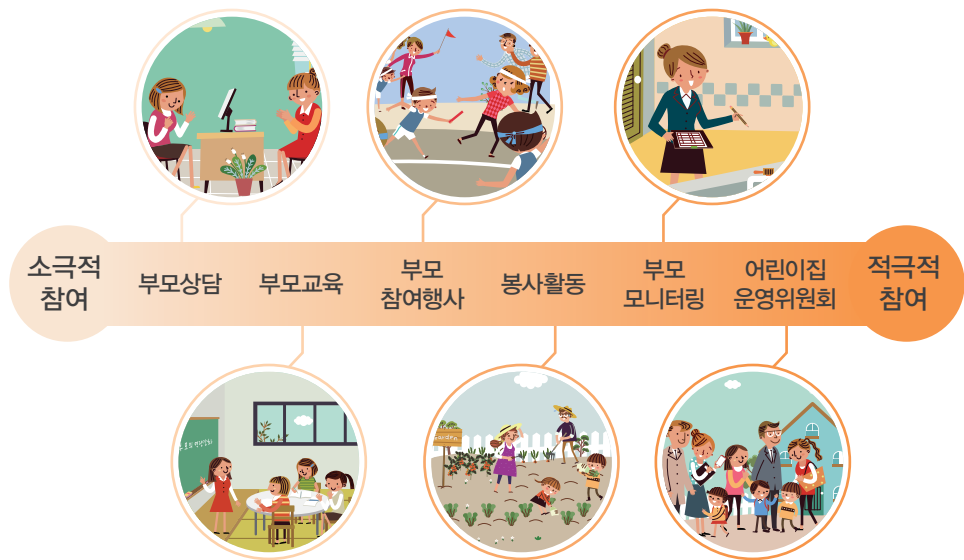 소극적
참여
부모상담
부모교육
부모
참여행사
봉사활동
부모
모니터링
어린이집
운영위원회
적극적
참여
garden